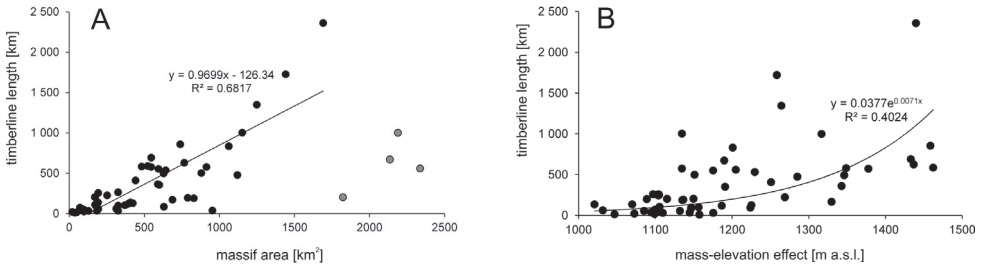 A
timberline length [km]
2 500
2 000
1 500
1 000
500
0
y = 0.9699x - 126.34
R² = 0.6817
0 500 1000 1500 2000 2500
massif area [km²]
B
timberline length [km]
2 500
2 000
1 500
1 000
500
0
y = 0.0377e^0.0071x
R² = 0.4024
1000 1100 1200 1300 1400 1500
mass-elevation effect [m a.s.l.]